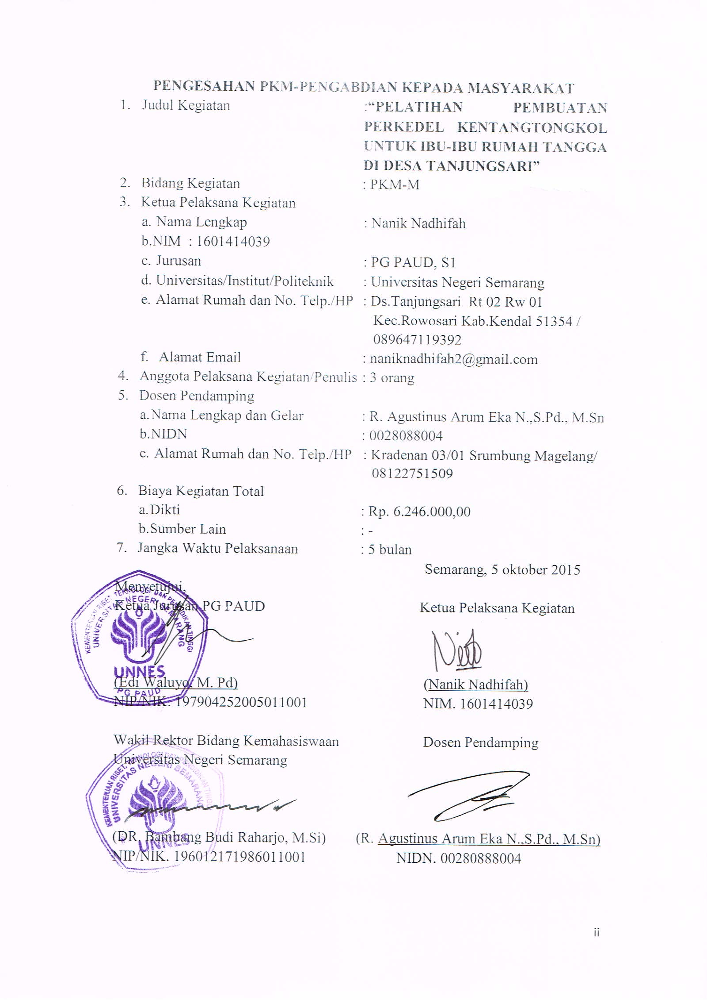 PENGESAHAN PKM-PENGABDIAN KEPADA MASYARAKAT
1. Judul Kegiatan :“PELATIHAN PEMBUATAN
PERKEDEL KENTANGTONGKOL
UNTUK IBU-IBU RUMAH TANGGA
DI DESA TANJUNGSARI”
2. Bidang Kegiatan : PKM-M
3. Ketua Pelaksana Kegiatan
a. Nama Lengkap : Nanik Nadhifah
b.NIM : 1601414039
c. Jurusan : PG PAUD, S1
d. Universitas/Institut/Politeknik : Universitas Negeri Semarang
e. Alamat Rumah dan No. Telp./HP : Ds.Tanjungsari Rt 02 Rw 01
Kec.Rowosari Kab.Kendal 51354 /
089647119392
f. Alamat Email : naniknadhifah2@gmail.com
4. Anggota Pelaksana Kegiatan/Penulis : 3 orang
5. Dosen Pendamping
a.Nama Lengkap dan Gelar : R. Agustinus Arum Eka N.,S.Pd., M.Sn
b.NIDN : 0028088004
c. Alamat Rumah dan No. Telp./HP : Kradenan 03/01 Srumbung Magelang/
08122751509
6. Biaya Kegiatan Total
a.Dikti : Rp. 6.246.000,00
b.Sumber Lain : -
7. Jangka Waktu Pelaksanaan : 5 bulan
Semarang, 5 oktober 2015
Menyetujui,
Ketua Jurusan PG PAUD Ketua Pelaksana Kegiatan
KEMENTERIAN RISET, TEKNOLOGI DAN PENDIDIKAN TINGGI
UNIVERSITAS NEGERI SEMARANG
UNNES
PG PAUD
(Edi Waluyo, M. Pd) (Nanik Nadhifah)
NIP/NIK. 197904252005011001 NIM. 1601414039
Wakil Rektor Bidang Kemahasiswaan Dosen Pendamping
Universitas Negeri Semarang
KEMENTERIAN RISET, TEKNOLOGI DAN PENDIDIKAN TINGGI
UNIVERSITAS NEGERI SEMARANG
UNNES
(DR. Bambang Budi Raharjo, M.Si) (R. Agustinus Arum Eka N.,S.Pd., M.Sn)
NIP/NIK. 196012171986011001 NIDN. 00280888004
ii